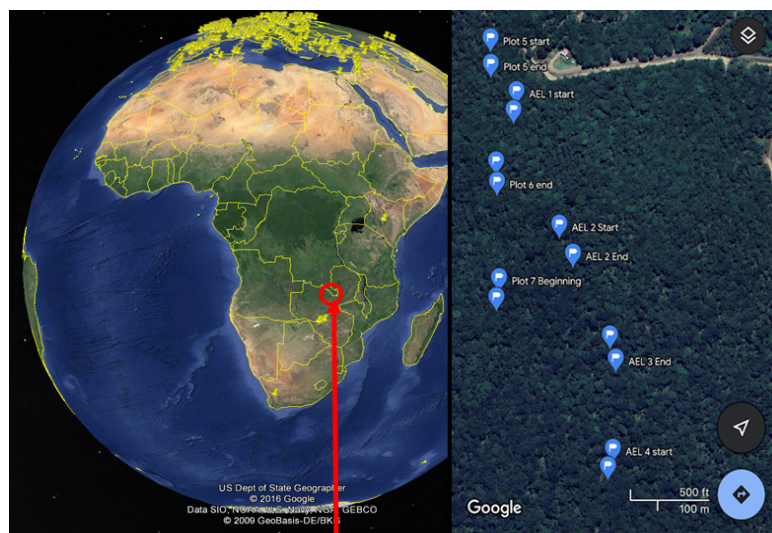 US Dept of State Geographer
© 2016 Google
Data SIO, NOAA, U.S. Navy, NGA, GEBCO
© 2009 GeoBasis-DE/BKG
Plot 5 start
Plot 5 end
AEL 1 start
Plot 6 end
AEL 2 Start
AEL 2 End
Plot 7 Beginning
AEL 3 End
AEL 4 start
Google
500 ft
100 m